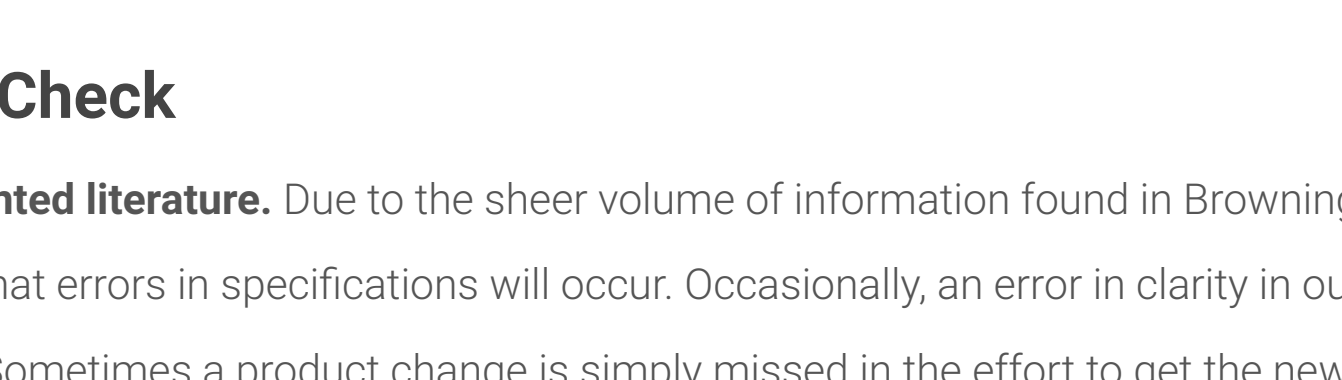 Check
nted literature. Due to the sheer volume of information found in Browning
hat errors in specifications will occur. Occasionally, an error in clarity in ou
Sometimes a product change is simply missed in the effort to get the new